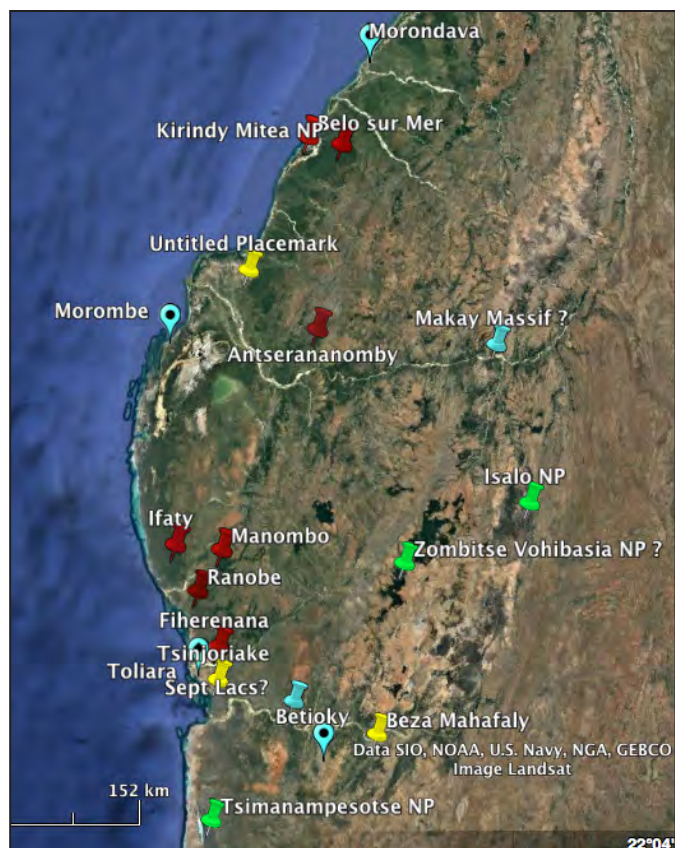 Morondava
Kirindy Mitea NP
Belo sur Mer
Untitled Placemark
Morombe
Makay Massif ?
Antserananomby
Isalo NP
Ifaty
Manombo
Zombitse Vohibasia NP ?
Ranobe
Fiherenana
Tsinjoriake
Toliara
Sept Lacs?
Betioky
Beza Mahafaly
Data SIO, NOAA, U.S. Navy, NGA, GEBCO
Image Landsat
152 km
Tsimanampesotse NP
22°04'